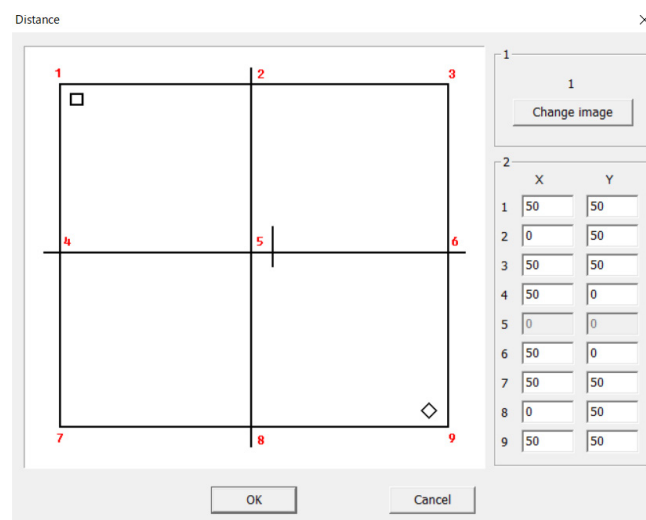 Distance
1 2 3
4 5 6
7 8 9
1
1
Change image
2
X Y
1 50 50
2 0 50
3 50 50
4 50 0
5 0 0
6 50 0
7 50 50
8 0 50
9 50 50
OK Cancel